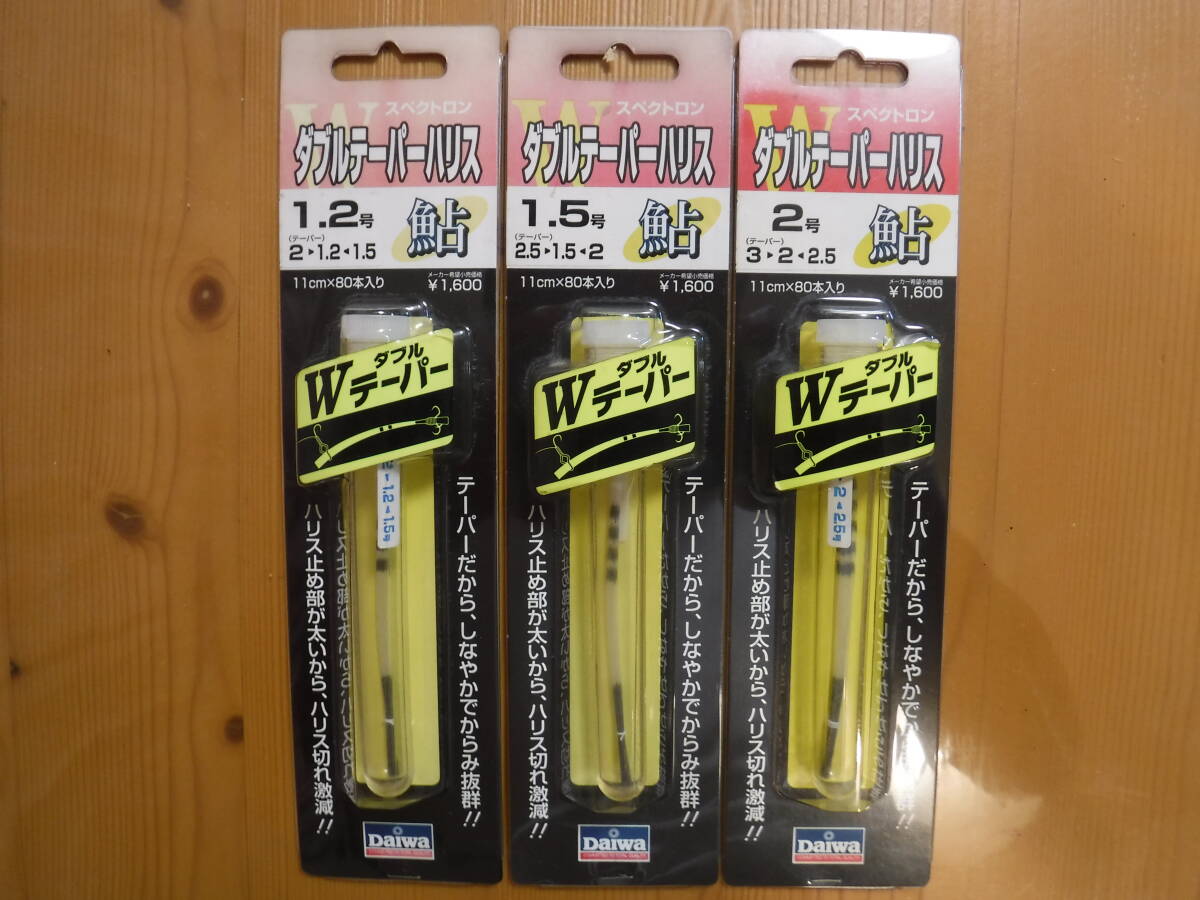 スペクトロン
W
ダブルテーパーハリス
1.2号
鮎
(テーパー)
2▶1.2◀1.5
11cm×80本入り
メーカー希望小売価格
¥1,600
ダブル
Wテーパー
1.2◀1.5号
テーパーだから、しなやかでからみ抜群!!
ハリス止め部が太いから、ハリス切れ激減!!
Daiwa
スペクトロン
W
ダブルテーパーハリス
1.5号
鮎
(テーパー)
2.5▶1.5◀2
11cm×80本入り
メーカー希望小売価格
¥1,600
ダブル
Wテーパー
テーパーだから、しなやかでからみ抜群!!
ハリス止め部が太いから、ハリス切れ激減!!
Daiwa
スペクトロン
W
ダブルテーパーハリス
2号
鮎
(テーパー)
3▶2◀2.5
11cm×80本入り
メーカー希望小売価格
¥1,600
ダブル
Wテーパー
2◀2.5号
テーパーだから、しなやかで
抜群!!
ハリス止め部が太いから、ハリス切れ激減!!
Daiwa